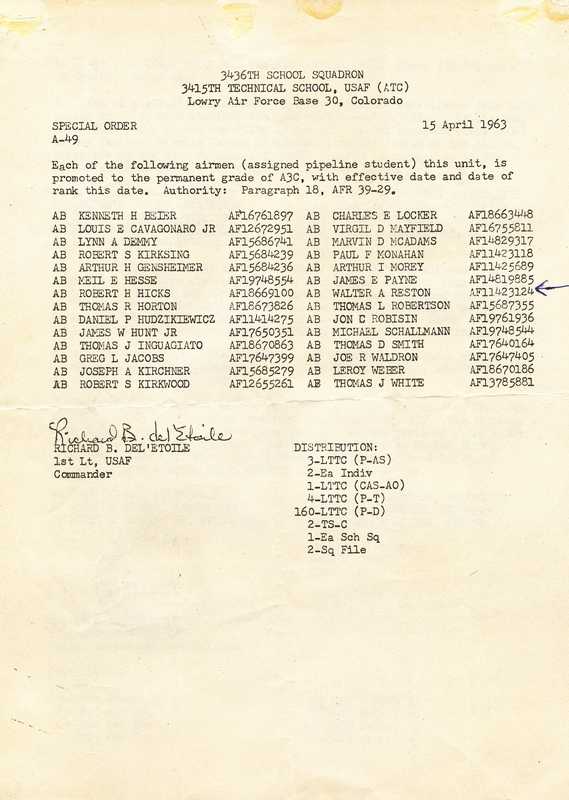 3436TH SCHOOL SQUADRON
3415TH TECHNICAL SCHOOL, USAF (ATC)
Lowry Air Force Base 30, Colorado
SPECIAL ORDER 15 April 1963
A-49
Each of the following airmen (assigned pipeline student) this unit, is
promoted to the permanent grade of A3C, with effective date and date of
rank this date. Authority: Paragraph 18, AFR 39-29.
AB KENNETH H BEIER AF16761897 AB CHARLES E LOCKER AF18663448
AB LOUIS E CAVAGONARO JR AF12672951 AB VIRGIL D MAYFIELD AF16755811
AB LYNN A DEMMY AF15686741 AB MARVIN D MCADAMS AF14829317
AB ROBERT S KIRKSING AF15684239 AB PAUL F MONAHAN AF11423118
AB ARTHUR H GENSHEIMER AF15684236 AB ARTHUR I MOREY AF11425689
AB NEIL E HESSE AF19748554 AB JAMES E PAYNE AF14819885
AB ROBERT H HICKS AF18669100 AB WALTER A RESTON AF11423124
AB THOMAS R HORTON AF18673826 AB THOMAS L ROBERTSON AF15687355
AB DANIEL P HUDZIKIEWICZ AF11414275 AB JON C ROBISIN AF19761936
AB JAMES W HUNT JR AF17650351 AB MICHAEL SCHALLMANN AF19748544
AB THOMAS J INGUAGIATO AF18670863 AB THOMAS D SMITH AF17640164
AB GREG L JACOBS AF17647399 AB JOE R WALDRON AF17647405
AB JOSEPH A KIRCHNER AF15685279 AB LEROY WEBER AF18670186
AB ROBERT S KIRKWOOD AF12655261 AB THOMAS J WHITE AF13785881
Richard B. del'Etoile
RICHARD B. DEL'ETOILE
1st Lt, USAF
Commander
DISTRIBUTION:
3-LTTC (P-AS)
2-Ea Indiv
1-LTTC (CAS-AO)
4-LTTC (P-T)
160-LTTC (P-D)
2-TS-C
1-Ea Sch Sq
2-Sq File